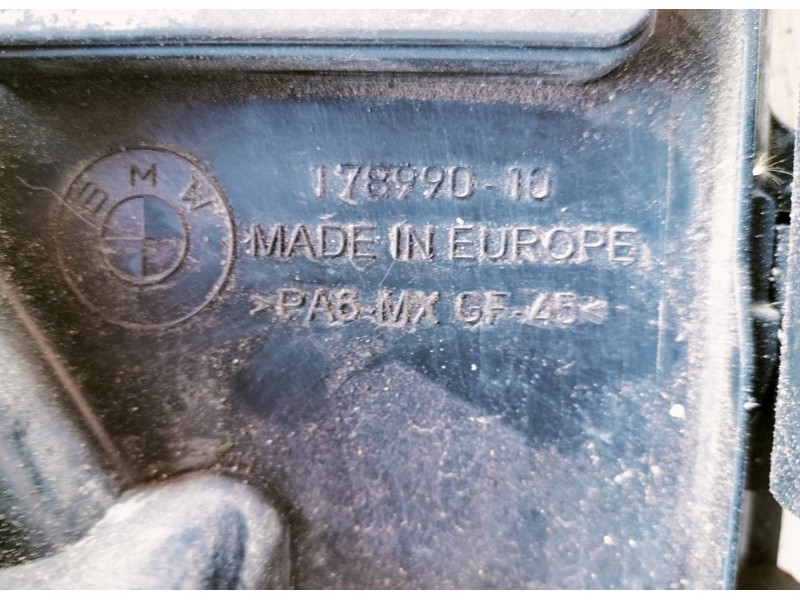 BMW
178990-10
MADE IN EUROPE
>PA6-MX GF-45<